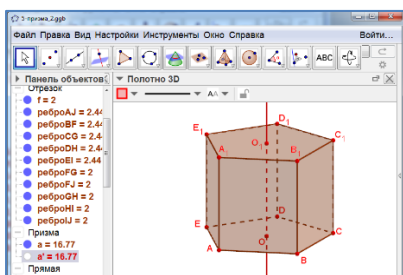 5-призма_2.ggb
Файл Правка Вид Настройки Инструменты Окно Справка Войти...
ABC
Панель объектов Полотно 3D
AA
Отрезок
f = 2
реброAJ = 2.44
реброBF = 2.44
реброCG = 2.44
реброDH = 2.44
реброEI = 2.44
реброFG = 2
реброFJ = 2
реброGH = 2
реброHI = 2
реброIJ = 2
Призма
a = 16.77
a' = 16.77
Прямая
D1
E1
C1
O1
A1
B1
D
E
C
O
A
B